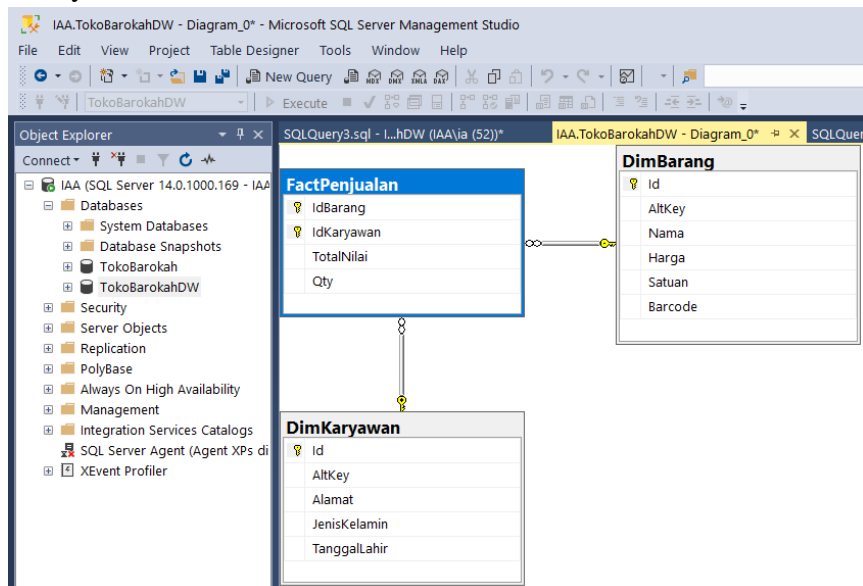 IAA.TokoBarokahDW - Diagram_0* - Microsoft SQL Server Management Studio
File Edit View Project Table Designer Tools Window Help
New Query MDX DMX XMLA DAX
TokoBarokahDW Execute
Object Explorer
Connect
IAA (SQL Server 14.0.1000.169 - IAA
Databases
System Databases
Database Snapshots
TokoBarokah
TokoBarokahDW
Security
Server Objects
Replication
PolyBase
Always On High Availability
Management
Integration Services Catalogs
SQL Server Agent (Agent XPs di
XEvent Profiler
SQLQuery3.sql - I...hDW (IAA\ia (52))* IAA.TokoBarokahDW - Diagram_0* SQLQuer
FactPenjualan
IdBarang
IdKaryawan
TotalNilai
Qty
DimBarang
Id
AltKey
Nama
Harga
Satuan
Barcode
DimKaryawan
Id
AltKey
Alamat
JenisKelamin
TanggalLahir